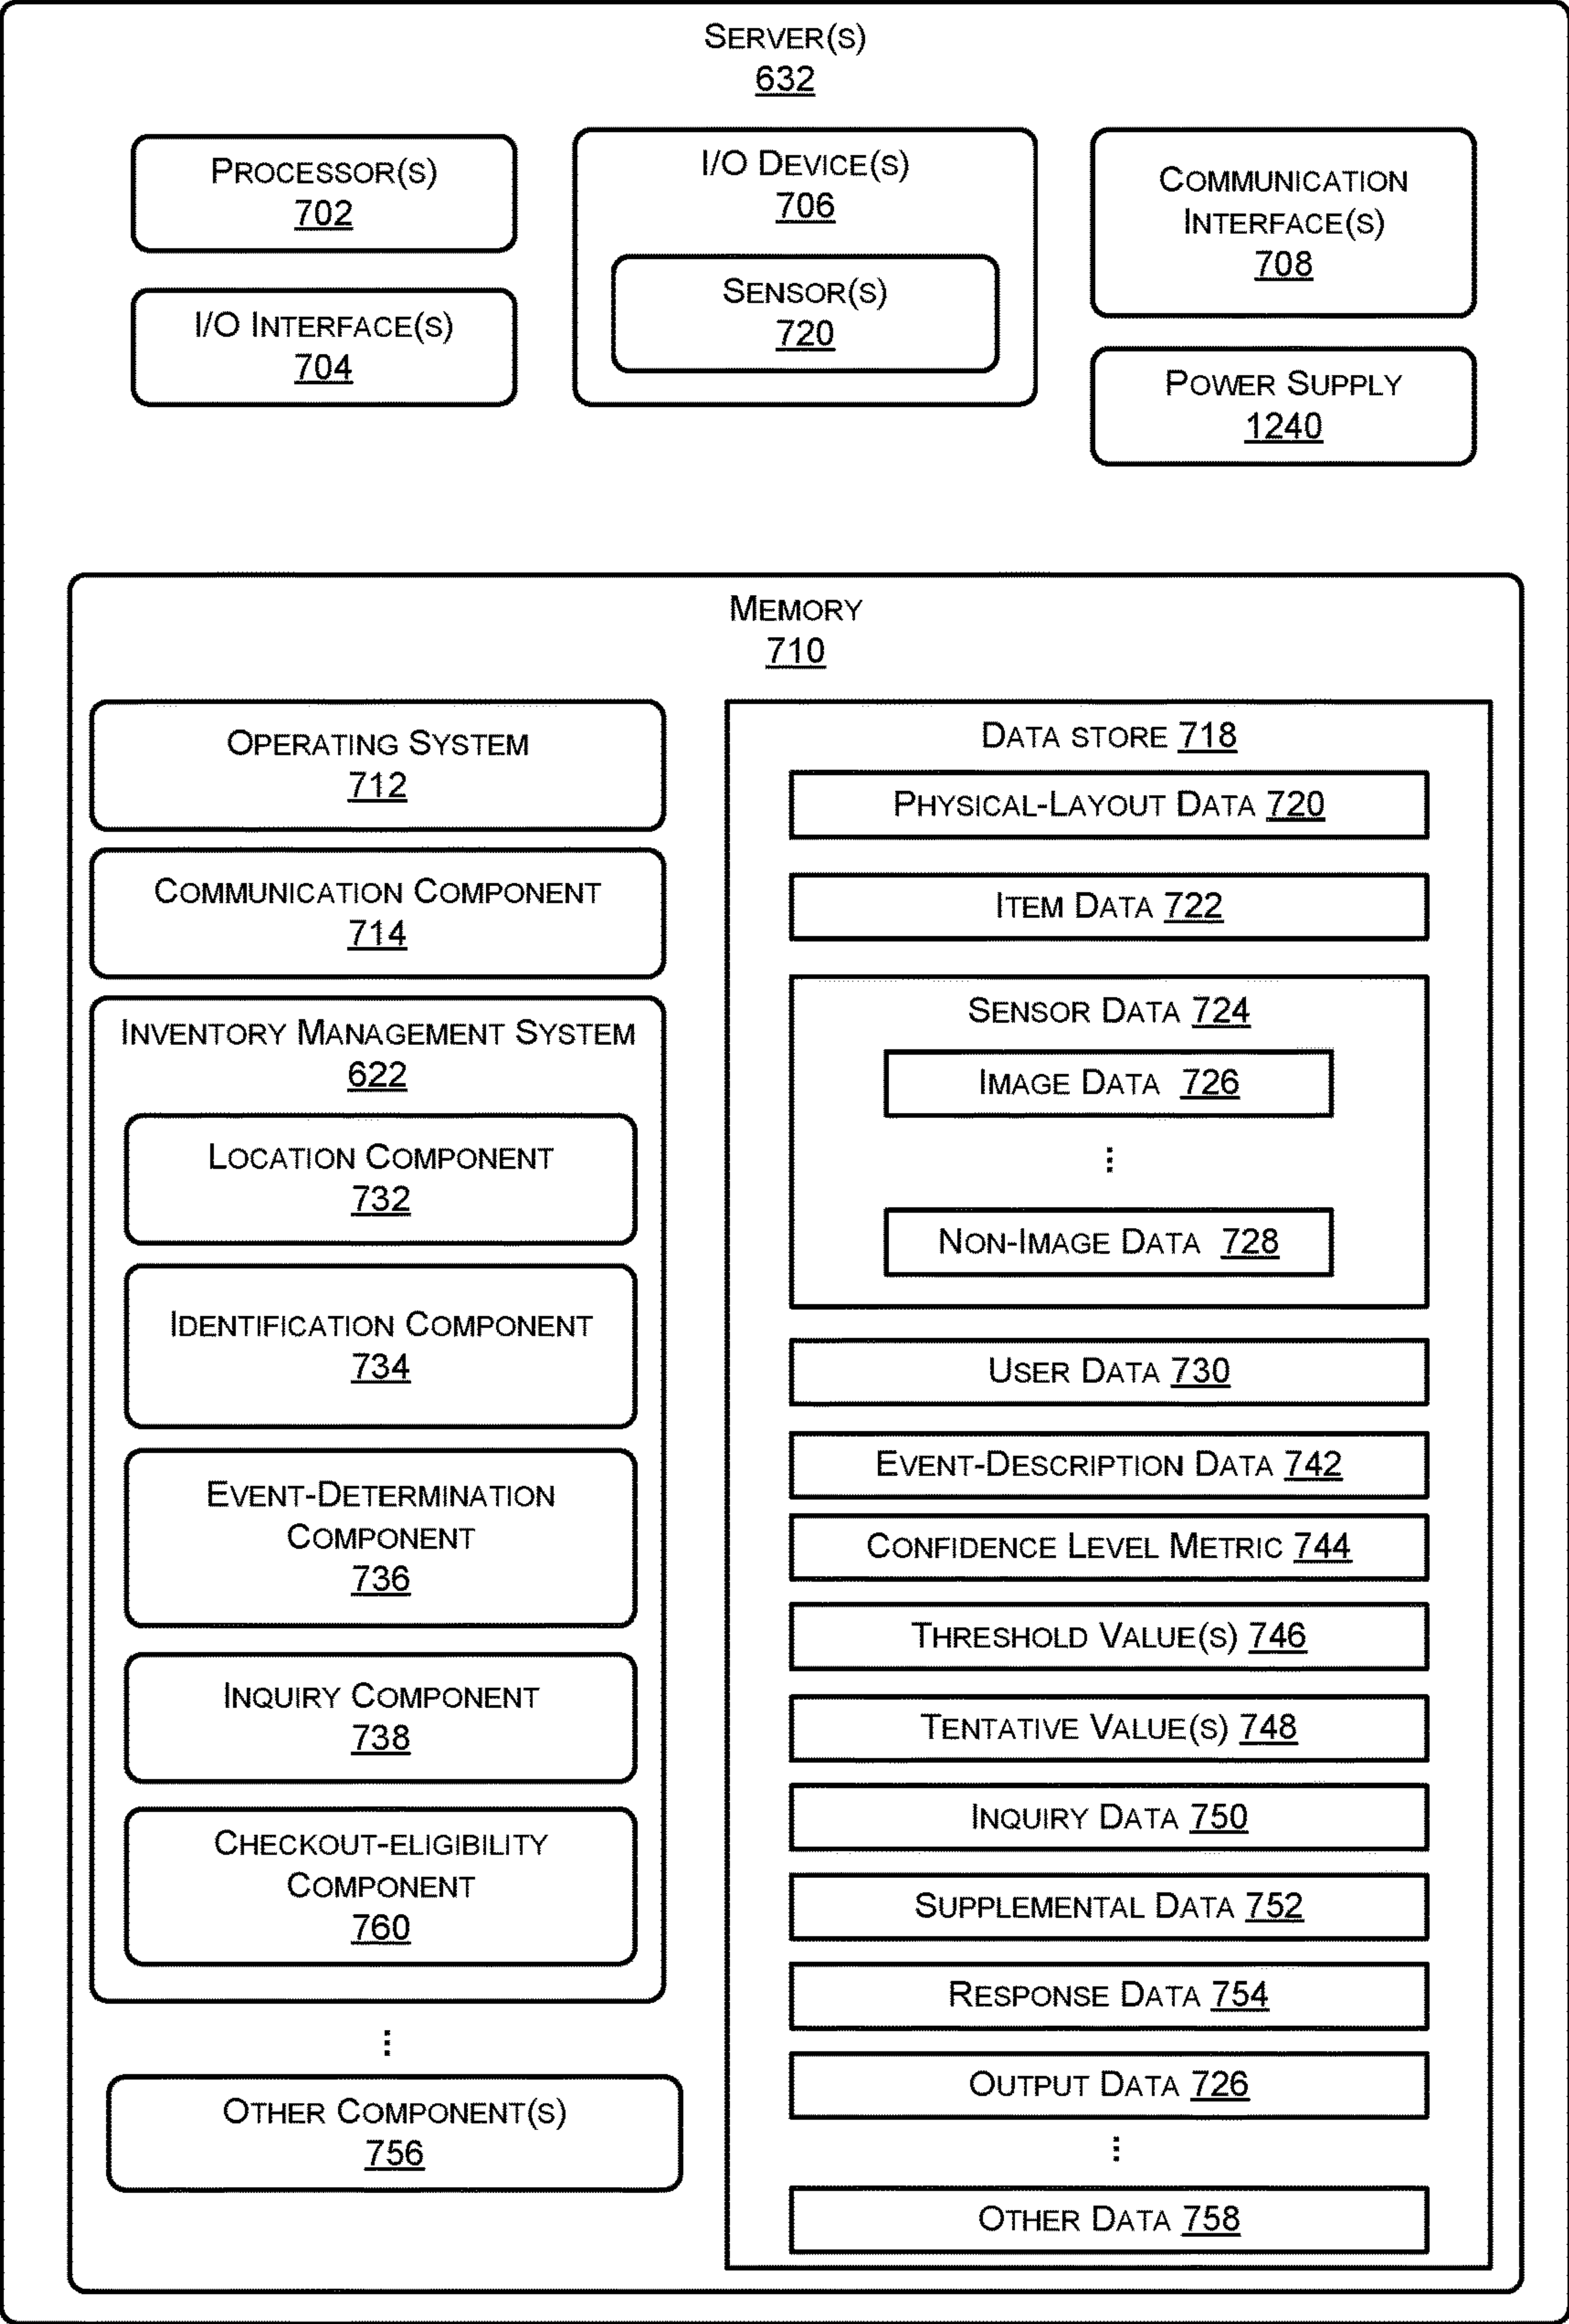 SERVER(S)
632
PROCESSOR(S)
702
I/O INTERFACE(S)
704
I/O DEVICE(S)
706
SENSOR(S)
720
COMMUNICATION
INTERFACE(S)
708
POWER SUPPLY
1240
MEMORY
710
OPERATING SYSTEM
712
COMMUNICATION COMPONENT
714
INVENTORY MANAGEMENT SYSTEM
622
LOCATION COMPONENT
732
IDENTIFICATION COMPONENT
734
EVENT-DETERMINATION
COMPONENT
736
INQUIRY COMPONENT
738
CHECKOUT-ELIGIBILITY
COMPONENT
760
⋮
OTHER COMPONENT(S)
756
DATA STORE 718
PHYSICAL-LAYOUT DATA 720
ITEM DATA 722
SENSOR DATA 724
IMAGE DATA 726
⋮
NON-IMAGE DATA 728
USER DATA 730
EVENT-DESCRIPTION DATA 742
CONFIDENCE LEVEL METRIC 744
THRESHOLD VALUE(S) 746
TENTATIVE VALUE(S) 748
INQUIRY DATA 750
SUPPLEMENTAL DATA 752
RESPONSE DATA 754
OUTPUT DATA 726
⋮
OTHER DATA 758